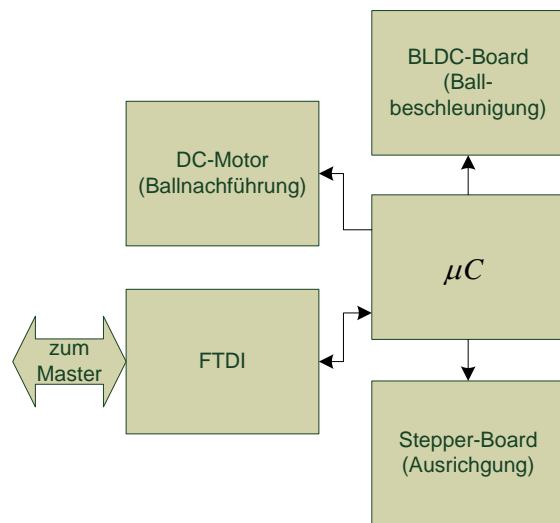 BLDC-Board
(Ball-
beschleunigung)
DC-Motor
(Ballnachführung)
μC
zum
Master
FTDI
Stepper-Board
(Ausrichgung)